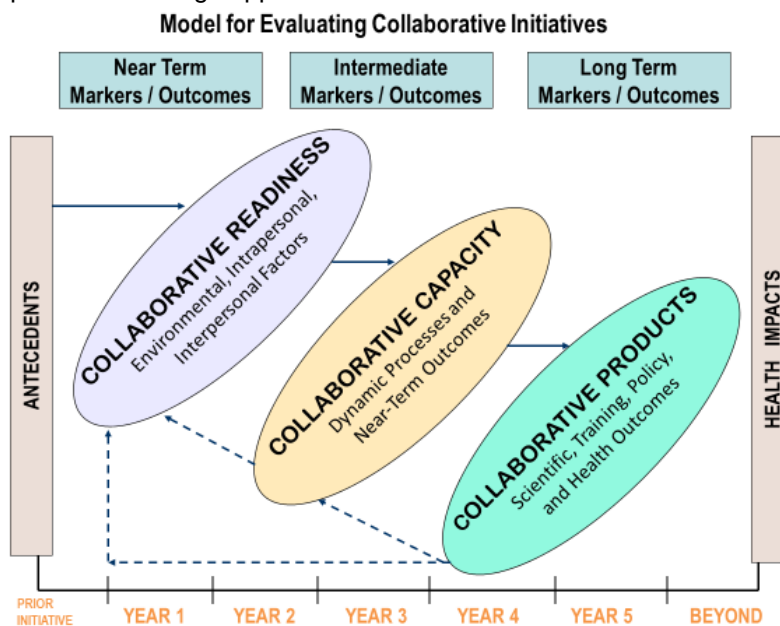 Model for Evaluating Collaborative Initiatives
Near Term
Markers / Outcomes
Intermediate
Markers / Outcomes
Long Term
Markers / Outcomes
ANTECEDENTS
COLLABORATIVE READINESS
Environmental, Intrapersonal,
Interpersonal Factors
COLLABORATIVE CAPACITY
Dynamic Processes and
Near-Term Outcomes
COLLABORATIVE PRODUCTS
Scientific, Training, Policy,
and Health Outcomes
HEALTH IMPACTS
PRIOR
INITIATIVE
YEAR 1
YEAR 2
YEAR 3
YEAR 4
YEAR 5
BEYOND